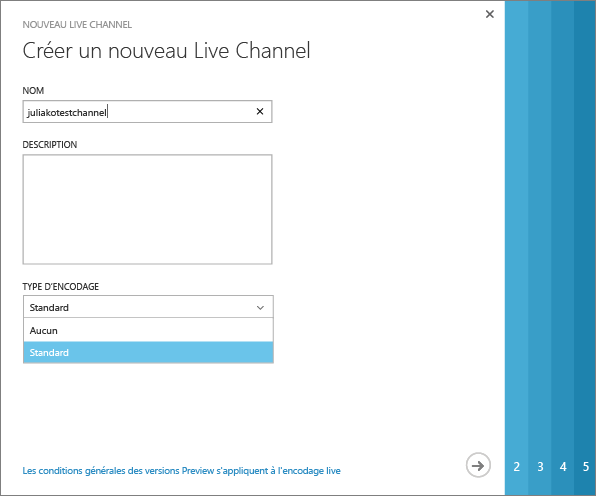 NOUVEAU LIVE CHANNEL
Créer un nouveau Live Channel
NOM
juliakotestchannel
DESCRIPTION
TYPE D'ENCODAGE
Standard
Aucun
Standard
Les conditions générales des versions Preview s'appliquent à l'encodage live
2 3 4 5